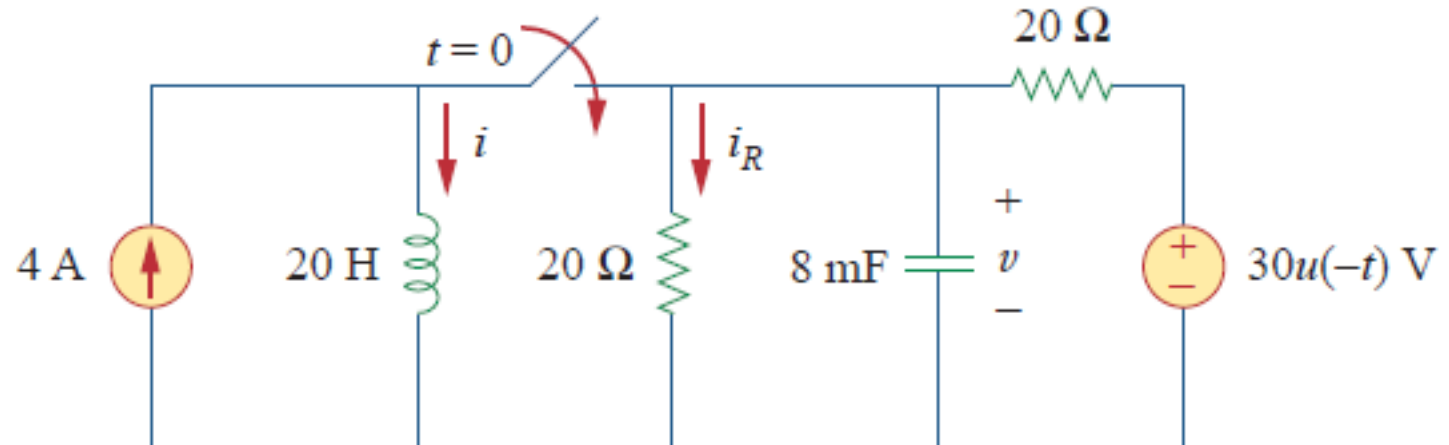 20 Ω
t = 0
i
i_R
+
4 A
20 H
20 Ω
8 mF
v
+
−
30u(−t) V
−